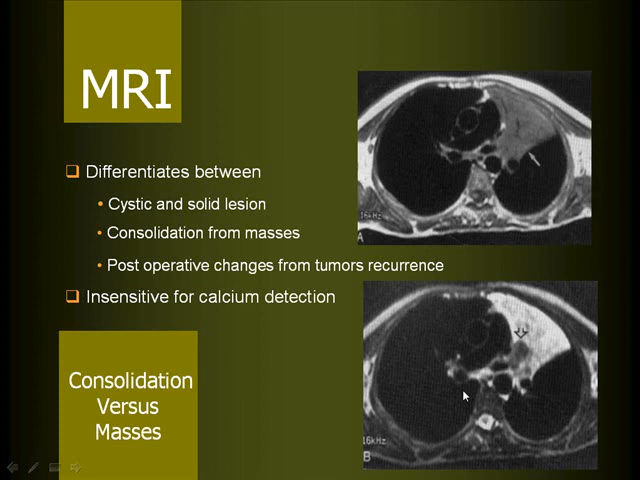 MRI
Differentiates between
• Cystic and solid lesion
• Consolidation from masses
• Post operative changes from tumors recurrence
Insensitive for calcium detection
Consolidation
Versus
Masses
16kHz
A
16kHz
B